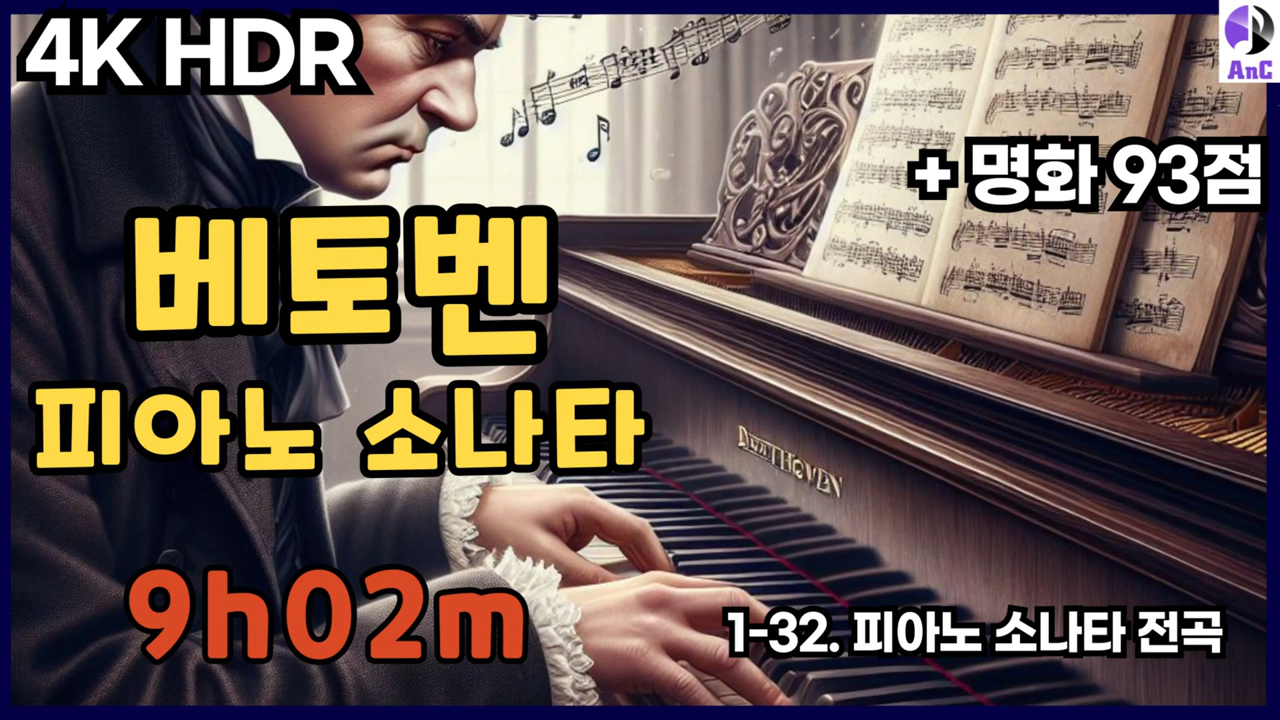 4K HDR
AnC
+ 명화 93점
베토벤
피아노 소나타
9h02m
1-32. 피아노 소나타 전곡